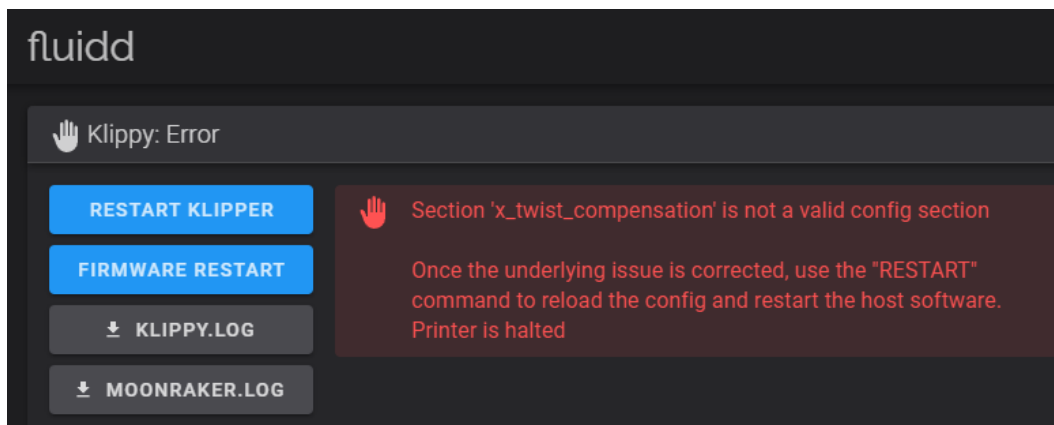 fluidd
Klippy: Error
RESTART KLIPPER
FIRMWARE RESTART
KLIPPY.LOG
MOONRAKER.LOG
Section 'x_twist_compensation' is not a valid config section
Once the underlying issue is corrected, use the "RESTART"
command to reload the config and restart the host software.
Printer is halted